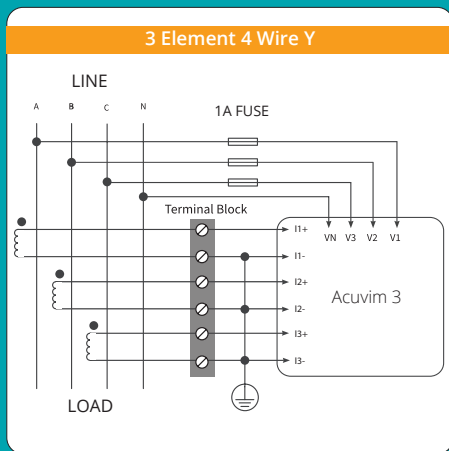 3 Element 4 Wire Y
LINE
A B C N
1A FUSE
Terminal Block
VN V3 V2 V1
I1+
I1-
I2+
I2-
I3+
I3-
Acuvim 3
LOAD